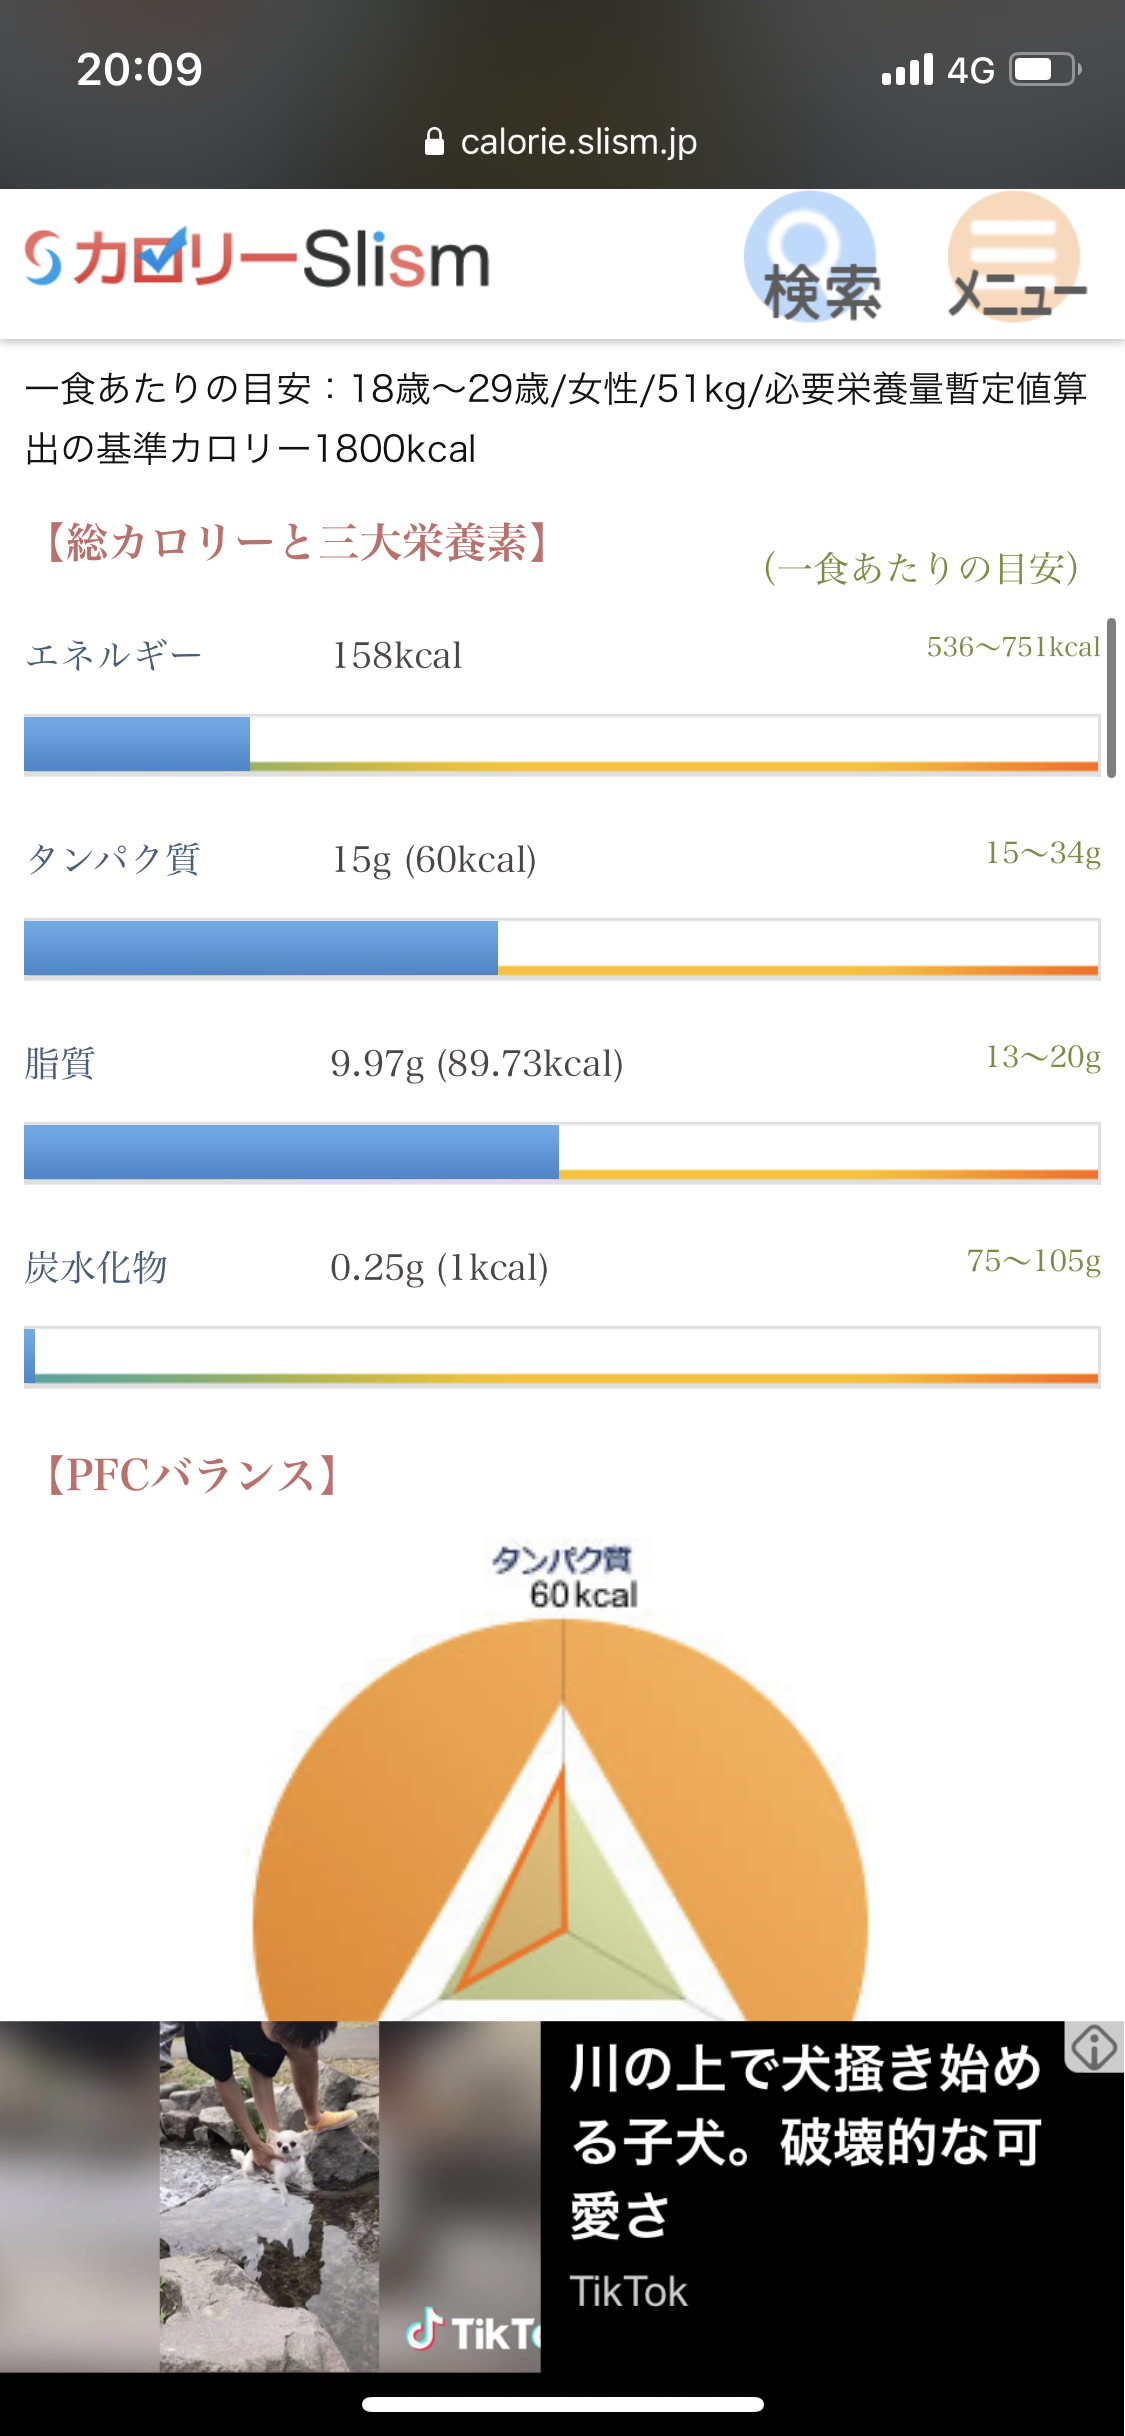 20:09
4G
calorie.slism.jp
カロリーSlism
検索
メニュー
一食あたりの目安：18歳～29歳/女性/51kg/必要栄養量暫定値算
出の基準カロリー1800kcal
【総カロリーと三大栄養素】
（一食あたりの目安）
エネルギー 158kcal 536～751kcal
タンパク質 15g (60kcal) 15～34g
脂質 9.97g (89.73kcal) 13～20g
炭水化物 0.25g (1kcal) 75～105g
【PFCバランス】
タンパク質
60kcal
川の上で犬掻き始め
る子犬。破壊的な可
愛さ
TikTok